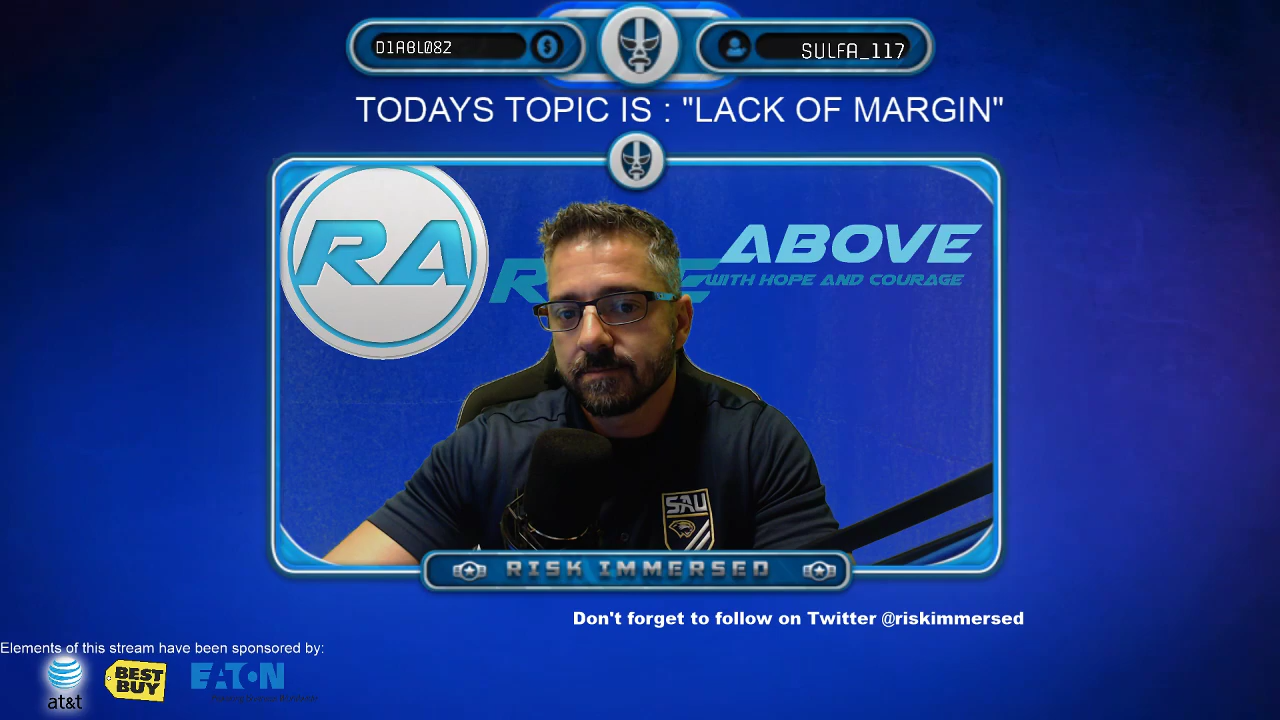 D1ABL082
SULFA_117
TODAYS TOPIC IS : "LACK OF MARGIN"
RA
ABOVE
WITH HOPE AND COURAGE
SAU
RISK IMMERSED
Don't forget to follow on Twitter @riskimmersed
Elements of this stream have been sponsored by:
at&t
BEST BUY
EATON